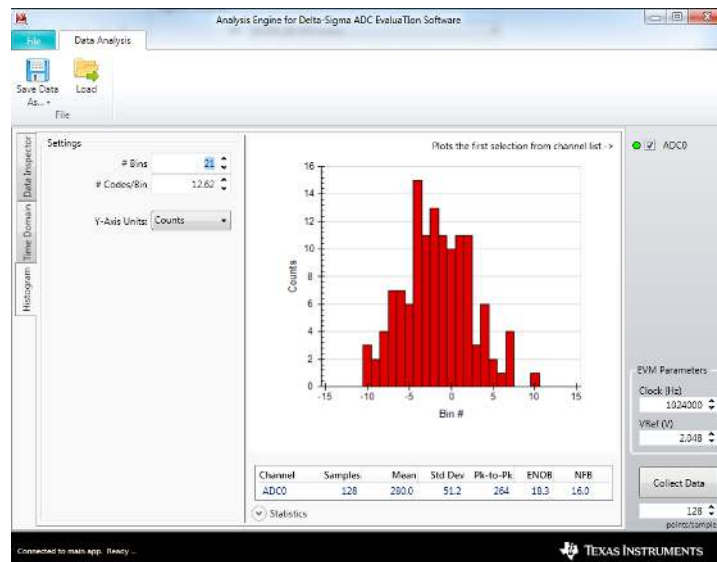 Analysis Engine for Delta-Sigma ADC EvaluaTIon Software
File
Data Analysis
Save Data As...
Load
File
Data Inspector
Time Domain
Histogram
Settings
# Bins 21
# Codes/Bin 12.62
Y-Axis Units: Counts
Plots the first selection from channel list ->
Counts
16
14
12
10
8
6
4
2
0
-15 -10 -5 0 5 10 15
Bin #
Channel Samples Mean Std Dev Pk-to-Pk ENOB NFB
ADC0 128 280.0 51.2 264 18.3 16.0
Statistics
ADC0
EVM Parameters
Clock (Hz)
1024000
VRef (V)
2.048
Collect Data
128
points/sample
Connected to main app. Ready ...
TEXAS INSTRUMENTS